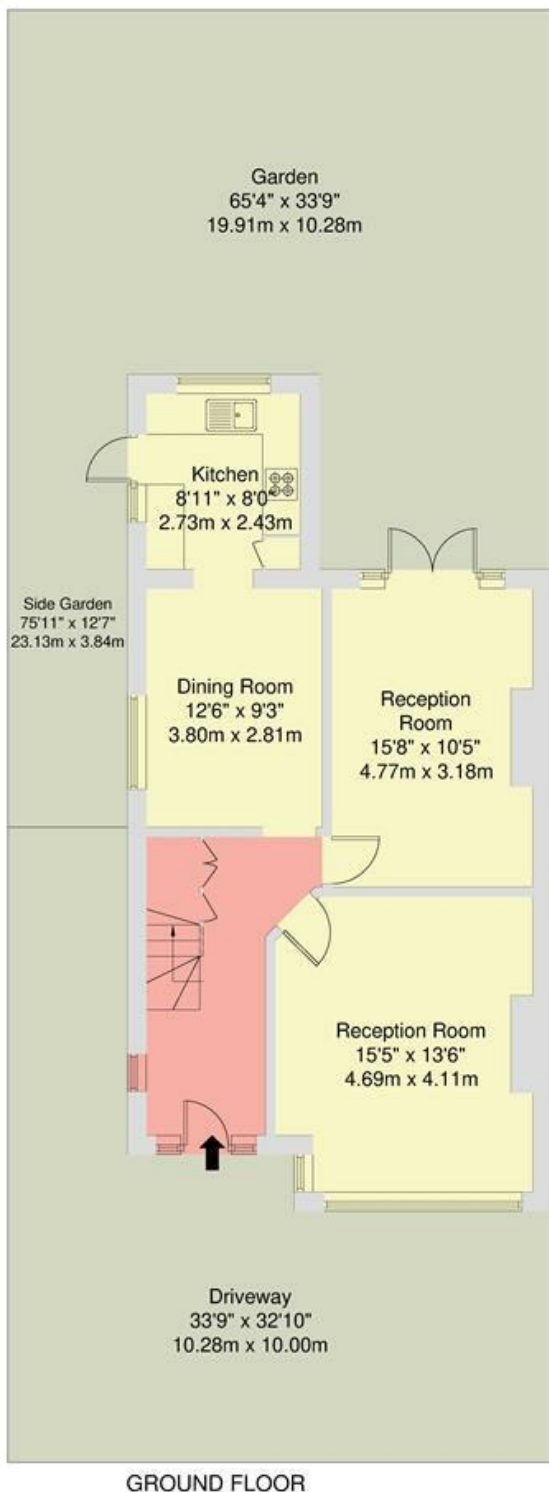 Garden
65'4" x 33'9"
19.91m x 10.28m
Kitchen
8'11" x 8'0"
2.73m x 2.43m
Side Garden
75'11" x 12'7"
23.13m x 3.84m
Dining Room
12'6" x 9'3"
3.80m x 2.81m
Reception
Room
15'8" x 10'5"
4.77m x 3.18m
Reception Room
15'5" x 13'6"
4.69m x 4.11m
Driveway
33'9" x 32'10"
10.28m x 10.00m
GROUND FLOOR